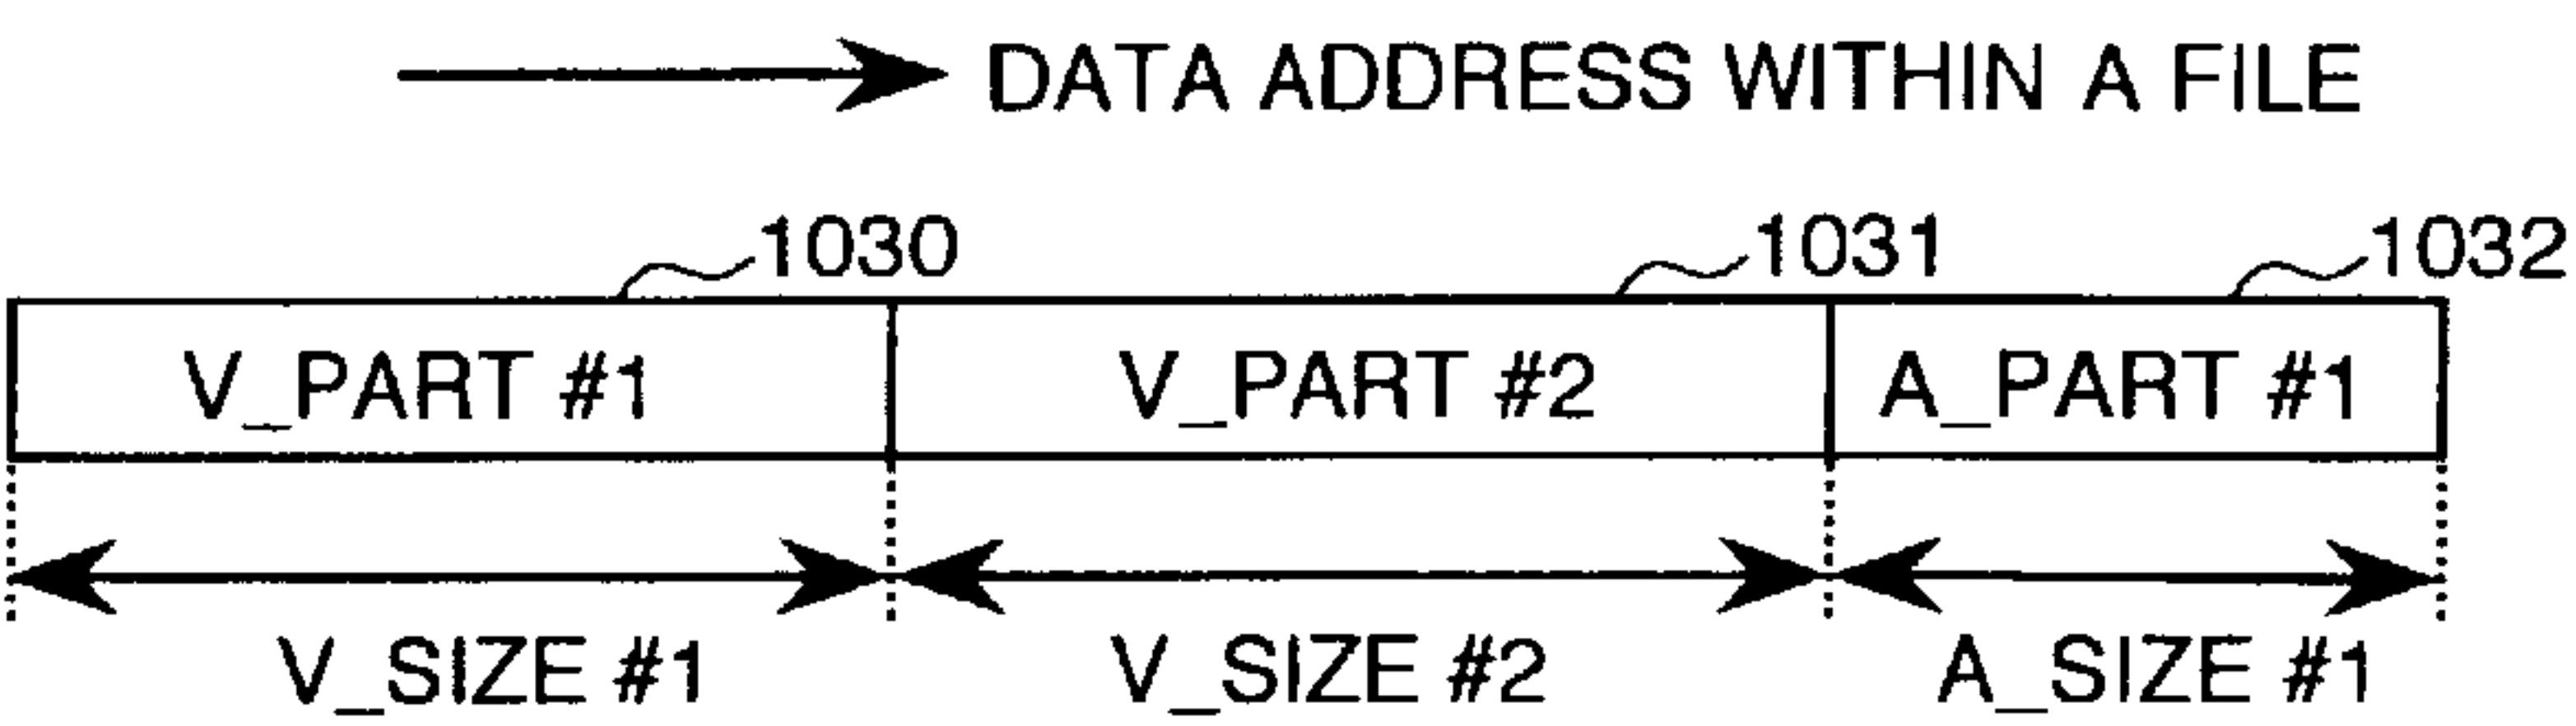 DATA ADDRESS WITHIN A FILE
1030 1031 1032
V_PART #1 V_PART #2 A_PART #1
V_SIZE #1 V_SIZE #2 A_SIZE #1